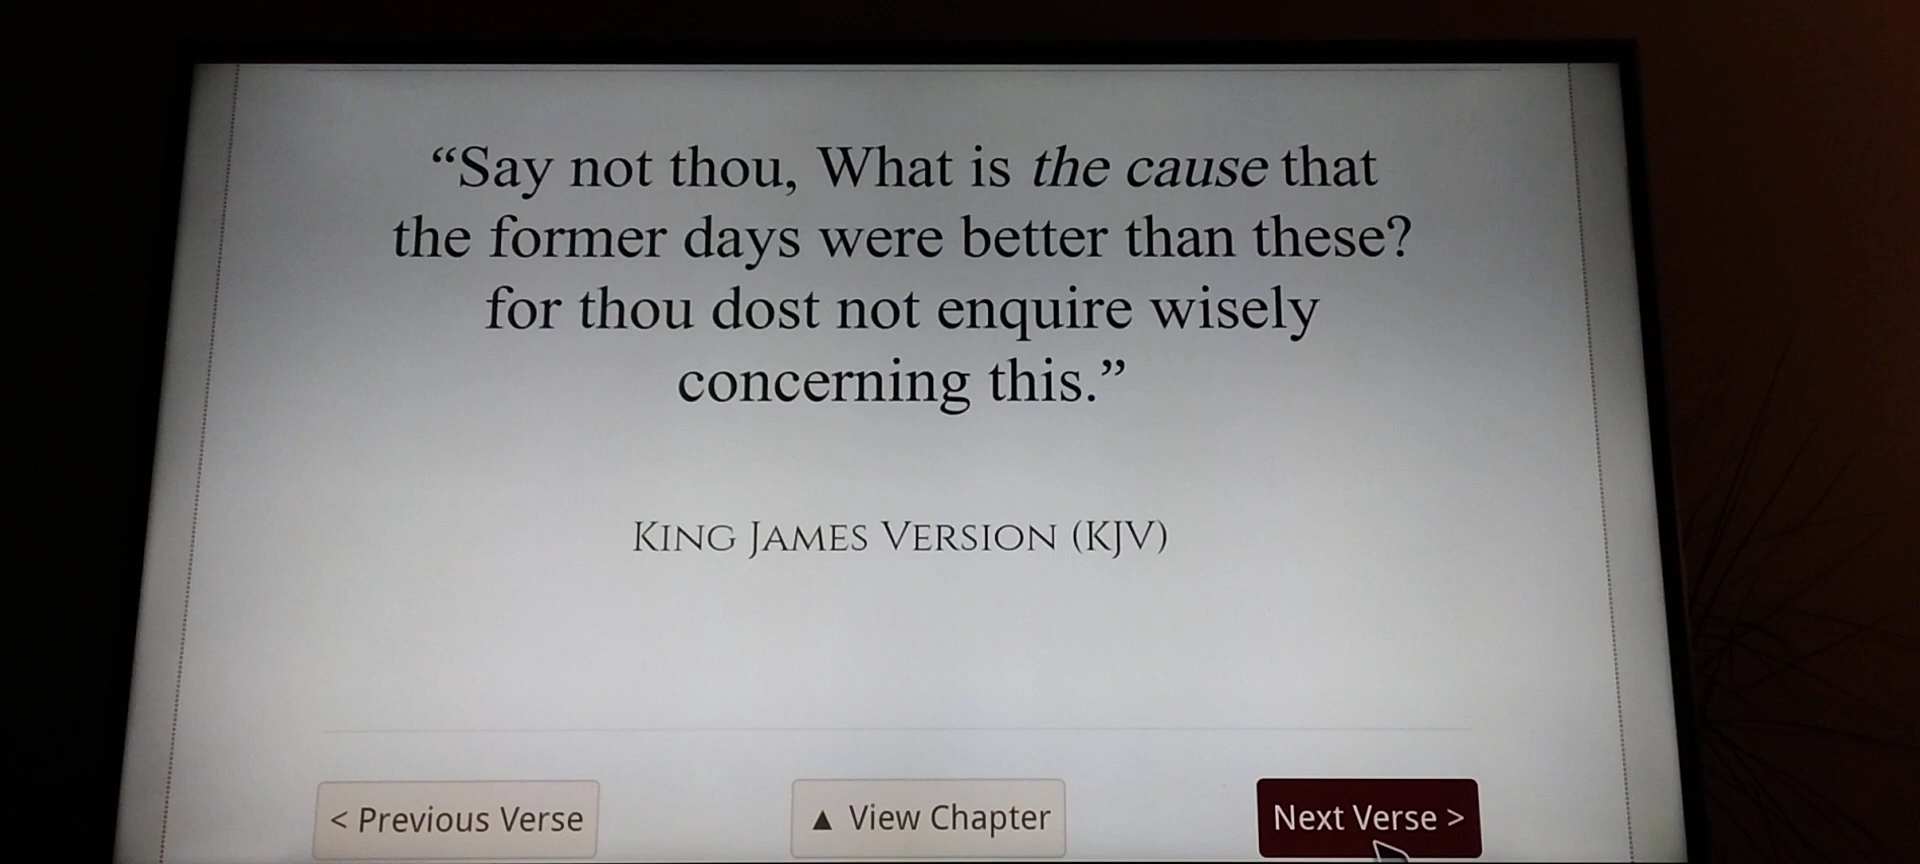 “Say not thou, What is the cause that
the former days were better than these?
for thou dost not enquire wisely
concerning this.”
King James Version (KJV)
< Previous Verse
▲ View Chapter
Next Verse >